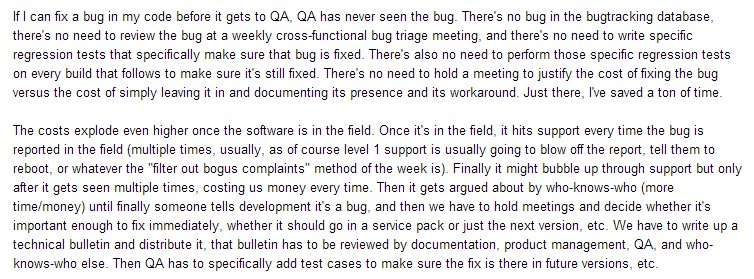 If I can fix a bug in my code before it gets to QA, QA has never seen the bug. There's no bug in the bugtracking database,
there's no need to review the bug at a weekly cross-functional bug triage meeting, and there's no need to write specific
regression tests that specifically make sure that bug is fixed. There's also no need to perform those specific regression tests
on every build that follows to make sure it's still fixed. There's no need to hold a meeting to justify the cost of fixing the bug
versus the cost of simply leaving it in and documenting its presence and its workaround. Just there, I've saved a ton of time.
The costs explode even higher once the software is in the field. Once it's in the field, it hits support every time the bug is
reported in the field (multiple times, usually, as of course level 1 support is usually going to blow off the report, tell them to
reboot, or whatever the "filter out bogus complaints" method of the week is). Finally it might bubble up through support but only
after it gets seen multiple times, costing us money every time. Then it gets argued about by who-knows-who (more
time/money) until finally someone tells development it's a bug, and then we have to hold meetings and decide whether it's
important enough to fix immediately, whether it should go in a service pack or just the next version, etc. We have to write up a
technical bulletin and distribute it, that bulletin has to be reviewed by documentation, product management, QA, and who-
knows-who else. Then QA has to specifically add test cases to make sure the fix is there in future versions, etc.